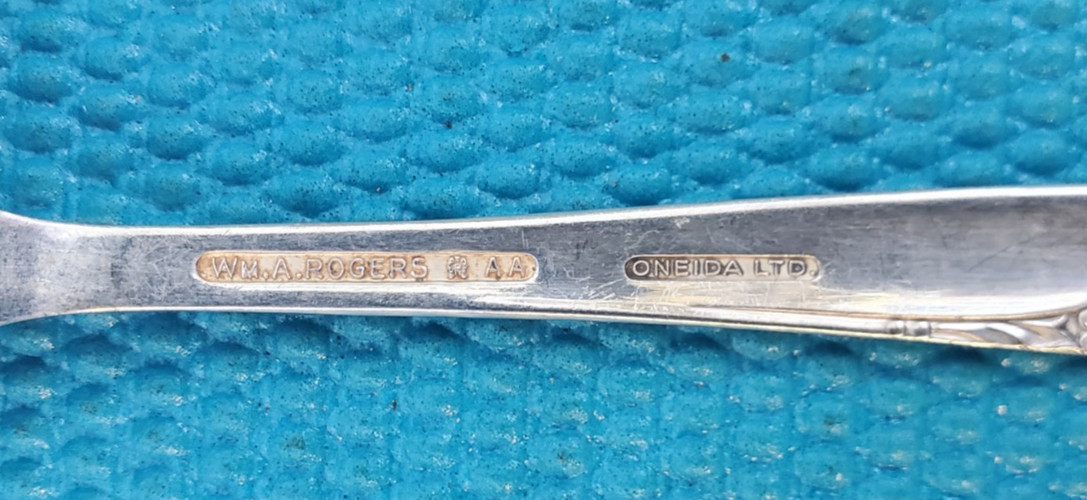 WM.A.ROGERS ® AA
ONEIDA LTD.